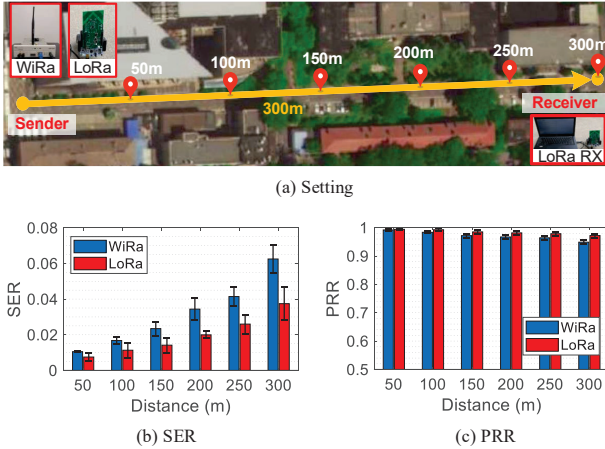 WiRa LoRa
50m 100m 150m 200m 250m 300m
300m
Sender
Receiver
LoRa RX
(a) Setting
0.08
0.06
0.04
0.02
0
SER
WiRa
LoRa
50 100 150 200 250 300
Distance (m)
(b) SER
1
0.9
0.8
0.7
0.6
0.5
PRR
WiRa
LoRa
50 100 150 200 250 300
Distance (m)
(c) PRR